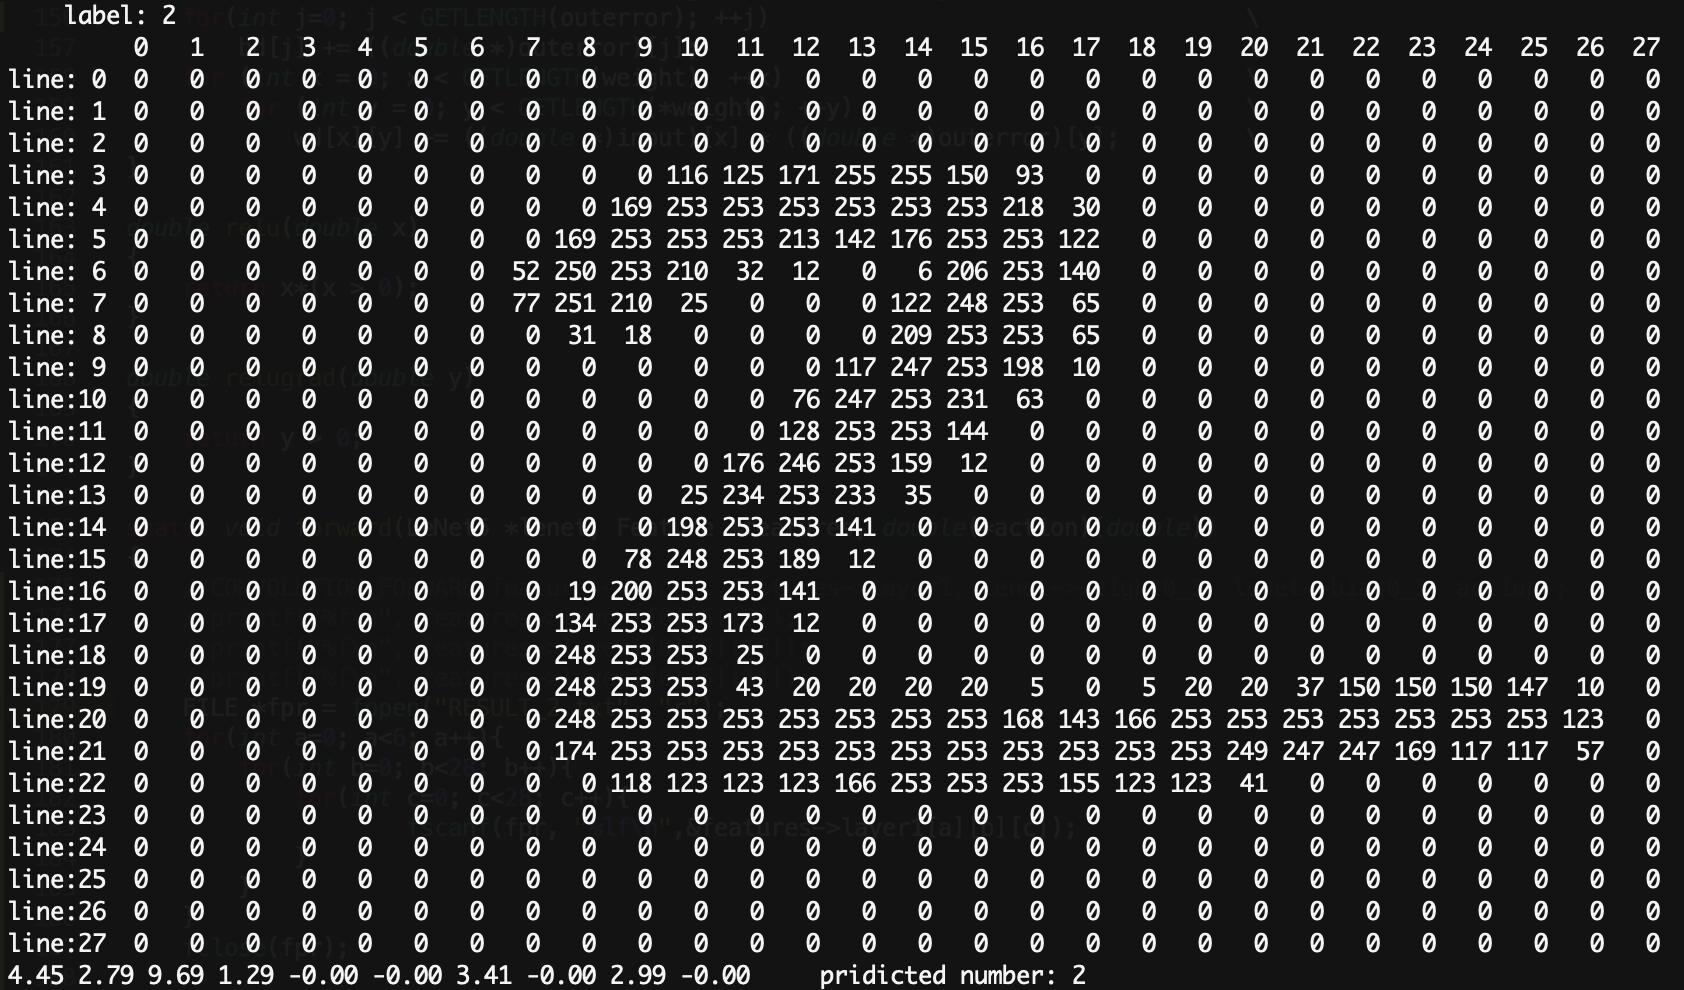 label: 2
0 1 2 3 4 5 6 7 8 9 10 11 12 13 14 15 16 17 18 19 20 21 22 23 24 25 26 27
line: 0 0 0 0 0 0 0 0 0 0 0 0 0 0 0 0 0 0 0 0 0 0 0 0 0 0 0 0 0
line: 1 0 0 0 0 0 0 0 0 0 0 0 0 0 0 0 0 0 0 0 0 0 0 0 0 0 0 0 0
line: 2 0 0 0 0 0 0 0 0 0 0 0 0 0 0 0 0 0 0 0 0 0 0 0 0 0 0 0 0
line: 3 0 0 0 0 0 0 0 0 0 0 116 125 171 255 255 150 93 0 0 0 0 0 0 0 0 0 0 0
line: 4 0 0 0 0 0 0 0 0 0 169 253 253 253 253 253 253 218 30 0 0 0 0 0 0 0 0 0 0
line: 5 0 0 0 0 0 0 0 0 169 253 253 253 213 142 176 253 253 122 0 0 0 0 0 0 0 0 0 0
line: 6 0 0 0 0 0 0 0 52 250 253 210 32 12 0 6 206 253 140 0 0 0 0 0 0 0 0 0 0
line: 7 0 0 0 0 0 0 0 77 251 210 25 0 0 0 122 248 253 65 0 0 0 0 0 0 0 0 0 0
line: 8 0 0 0 0 0 0 0 0 31 18 0 0 0 0 209 253 253 65 0 0 0 0 0 0 0 0 0 0
line: 9 0 0 0 0 0 0 0 0 0 0 0 0 0 117 247 253 198 10 0 0 0 0 0 0 0 0 0 0
line:10 0 0 0 0 0 0 0 0 0 0 0 0 76 247 253 231 63 0 0 0 0 0 0 0 0 0 0 0
line:11 0 0 0 0 0 0 0 0 0 0 0 0 128 253 253 144 0 0 0 0 0 0 0 0 0 0 0 0
line:12 0 0 0 0 0 0 0 0 0 0 0 176 246 253 159 12 0 0 0 0 0 0 0 0 0 0 0 0
line:13 0 0 0 0 0 0 0 0 0 0 25 234 253 233 35 0 0 0 0 0 0 0 0 0 0 0 0 0
line:14 0 0 0 0 0 0 0 0 0 0 198 253 253 141 0 0 0 0 0 0 0 0 0 0 0 0 0 0
line:15 0 0 0 0 0 0 0 0 0 78 248 253 189 12 0 0 0 0 0 0 0 0 0 0 0 0 0 0
line:16 0 0 0 0 0 0 0 0 19 200 253 253 141 0 0 0 0 0 0 0 0 0 0 0 0 0 0 0
line:17 0 0 0 0 0 0 0 0 134 253 253 173 12 0 0 0 0 0 0 0 0 0 0 0 0 0 0 0
line:18 0 0 0 0 0 0 0 0 248 253 253 25 0 0 0 0 0 0 0 0 0 0 0 0 0 0 0 0
line:19 0 0 0 0 0 0 0 0 248 253 253 43 20 20 20 20 5 0 5 20 20 37 150 150 150 147 10 0
line:20 0 0 0 0 0 0 0 0 248 253 253 253 253 253 253 253 168 143 166 253 253 253 253 253 253 253 123 0
line:21 0 0 0 0 0 0 0 0 174 253 253 253 253 253 253 253 253 253 253 253 249 247 247 169 117 117 57 0
line:22 0 0 0 0 0 0 0 0 0 118 123 123 123 166 253 253 253 155 123 123 41 0 0 0 0 0 0 0
line:23 0 0 0 0 0 0 0 0 0 0 0 0 0 0 0 0 0 0 0 0 0 0 0 0 0 0 0 0
line:24 0 0 0 0 0 0 0 0 0 0 0 0 0 0 0 0 0 0 0 0 0 0 0 0 0 0 0 0
line:25 0 0 0 0 0 0 0 0 0 0 0 0 0 0 0 0 0 0 0 0 0 0 0 0 0 0 0 0
line:26 0 0 0 0 0 0 0 0 0 0 0 0 0 0 0 0 0 0 0 0 0 0 0 0 0 0 0 0
line:27 0 0 0 0 0 0 0 0 0 0 0 0 0 0 0 0 0 0 0 0 0 0 0 0 0 0 0 0
4.45 2.79 9.69 1.29 -0.00 -0.00 3.41 -0.00 2.99 -0.00 pridicted number: 2